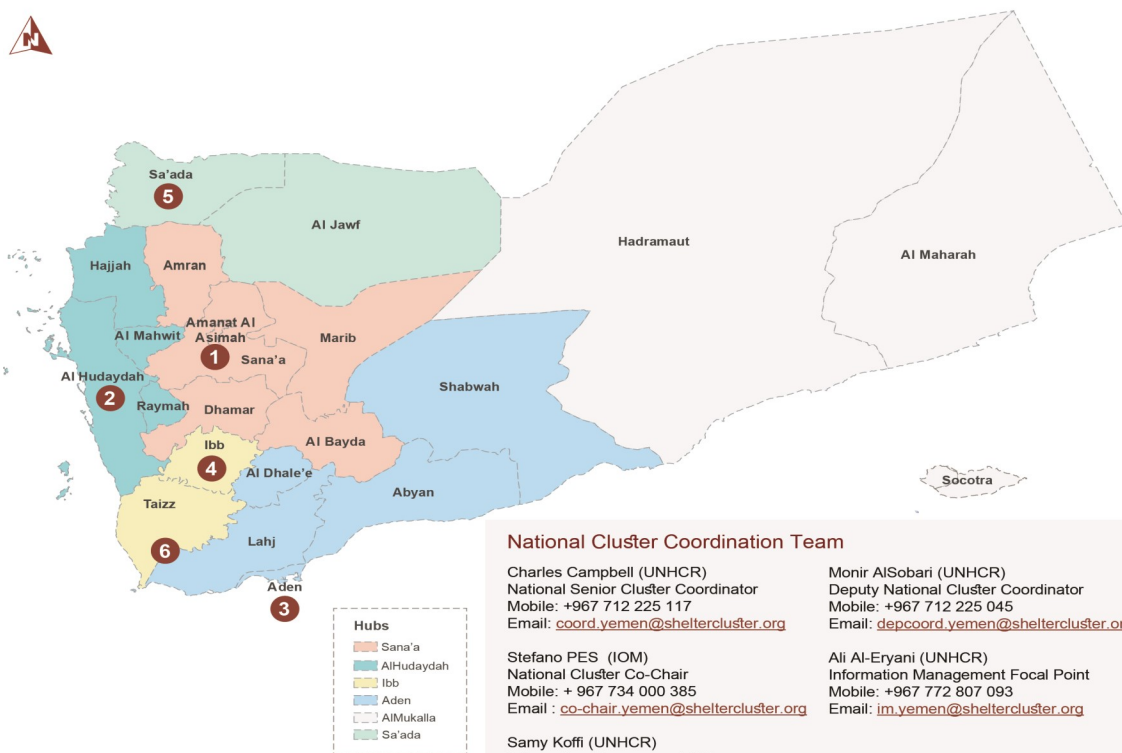 N
Sa'ada
5
Al Jawf
Hadramaut
Al Maharah
Hajjah
Amran
Amanat Al
Asimah
Al Mahwit
Marib
1
Sana'a
Al Hudaydah
2
Shabwah
Raymah
Dhamar
Ibb
4
Al Bayda
Al Dhale'e
Abyan
Socotra
Taizz
Lahj
6
Aden
3
Hubs
Sana'a
AlHudaydah
Ibb
Aden
AlMukalla
Sa'ada
National Cluster Coordination Team
Charles Campbell (UNHCR)
National Senior Cluster Coordinator
Mobile: +967 712 225 117
Email: coord.yemen@sheltercluster.org
Monir AlSobari (UNHCR)
Deputy National Cluster Coordinator
Mobile: +967 712 225 045
Email: depcoord.yemen@sheltercluster.or
Stefano PES (IOM)
National Cluster Co-Chair
Mobile: + 967 734 000 385
Email : co-chair.yemen@sheltercluster.org
Ali Al-Eryani (UNHCR)
Information Management Focal Point
Mobile: +967 772 807 093
Email: im.yemen@sheltercluster.org
Samy Koffi (UNHCR)